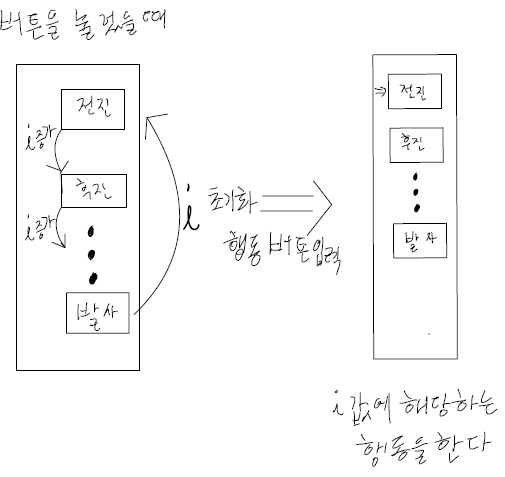 버튼을 눌렀을때
전진
i증가
후진
i증가
발사
i 초기화
행동 버튼입력
전진
후진
발사
i 값에 해당하는
행동을 한다